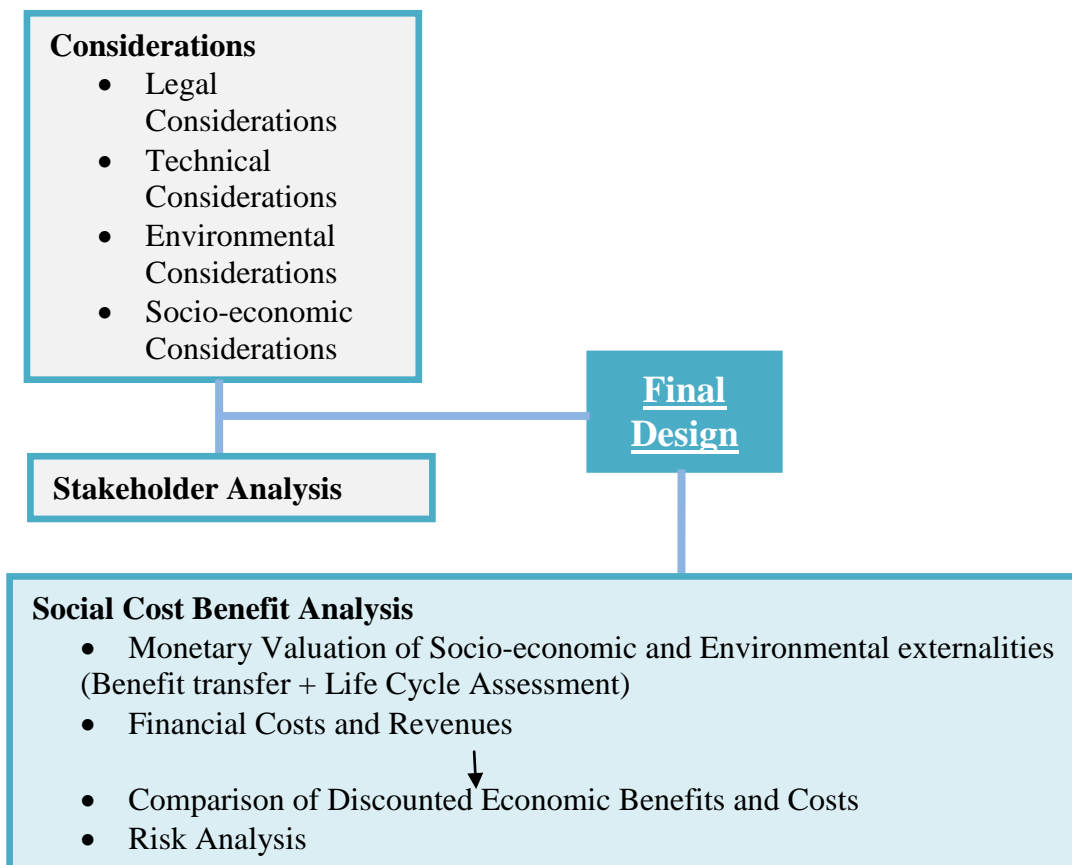 Considerations
• Legal
Considerations
• Technical
Considerations
• Environmental
Considerations
• Socio-economic
Considerations
Final
Design
Stakeholder Analysis
Social Cost Benefit Analysis
• Monetary Valuation of Socio-economic and Environmental externalities
(Benefit transfer + Life Cycle Assessment)
• Financial Costs and Revenues
• Comparison of Discounted Economic Benefits and Costs
• Risk Analysis